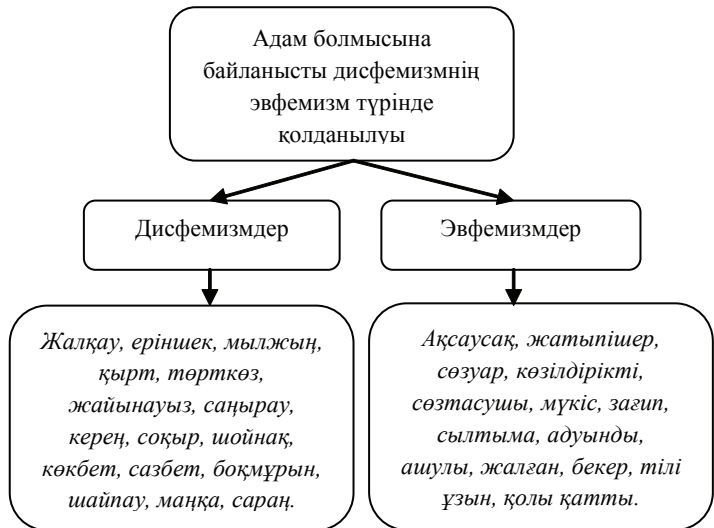 Адам болмысына
байланысты дисфемизмнің
эвфемизм түрінде
қолданылуы
Дисфемизмдер
Эвфемизмдер
Жалқау, еріншек, мылжың,
қырт, төрткөз,
жайынауыз, саңырау,
керең, соқыр, шойнақ,
көкбет, сазбет, боқмұрын,
шайпау, маңқа, сараң.
Ақсаусақ, жатыпішер,
сөзуар, көзілдірікті,
сөзтасушы, мүкіс, зағип,
сылтыма, адуынды,
ашулы, жалған, бекер, тілі
ұзын, қолы қатты.